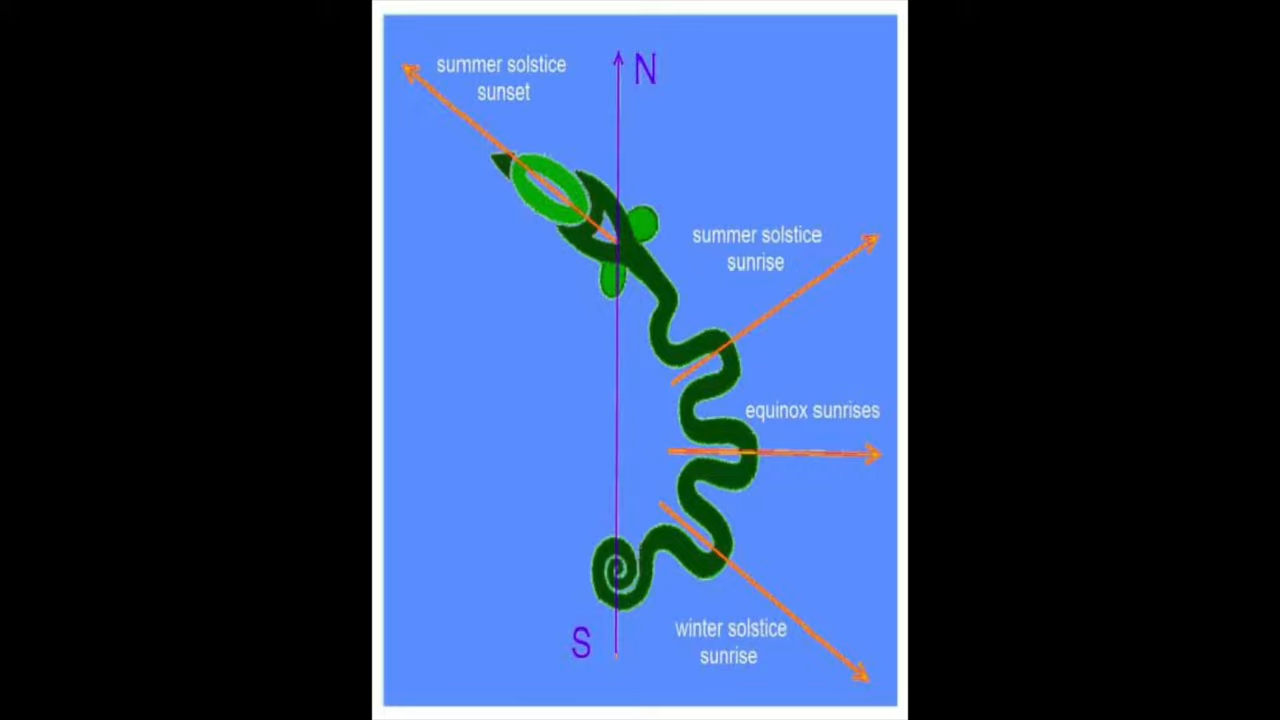 summer solstice
sunset
N
summer solstice
sunrise
equinox sunrises
winter solstice
sunrise
S